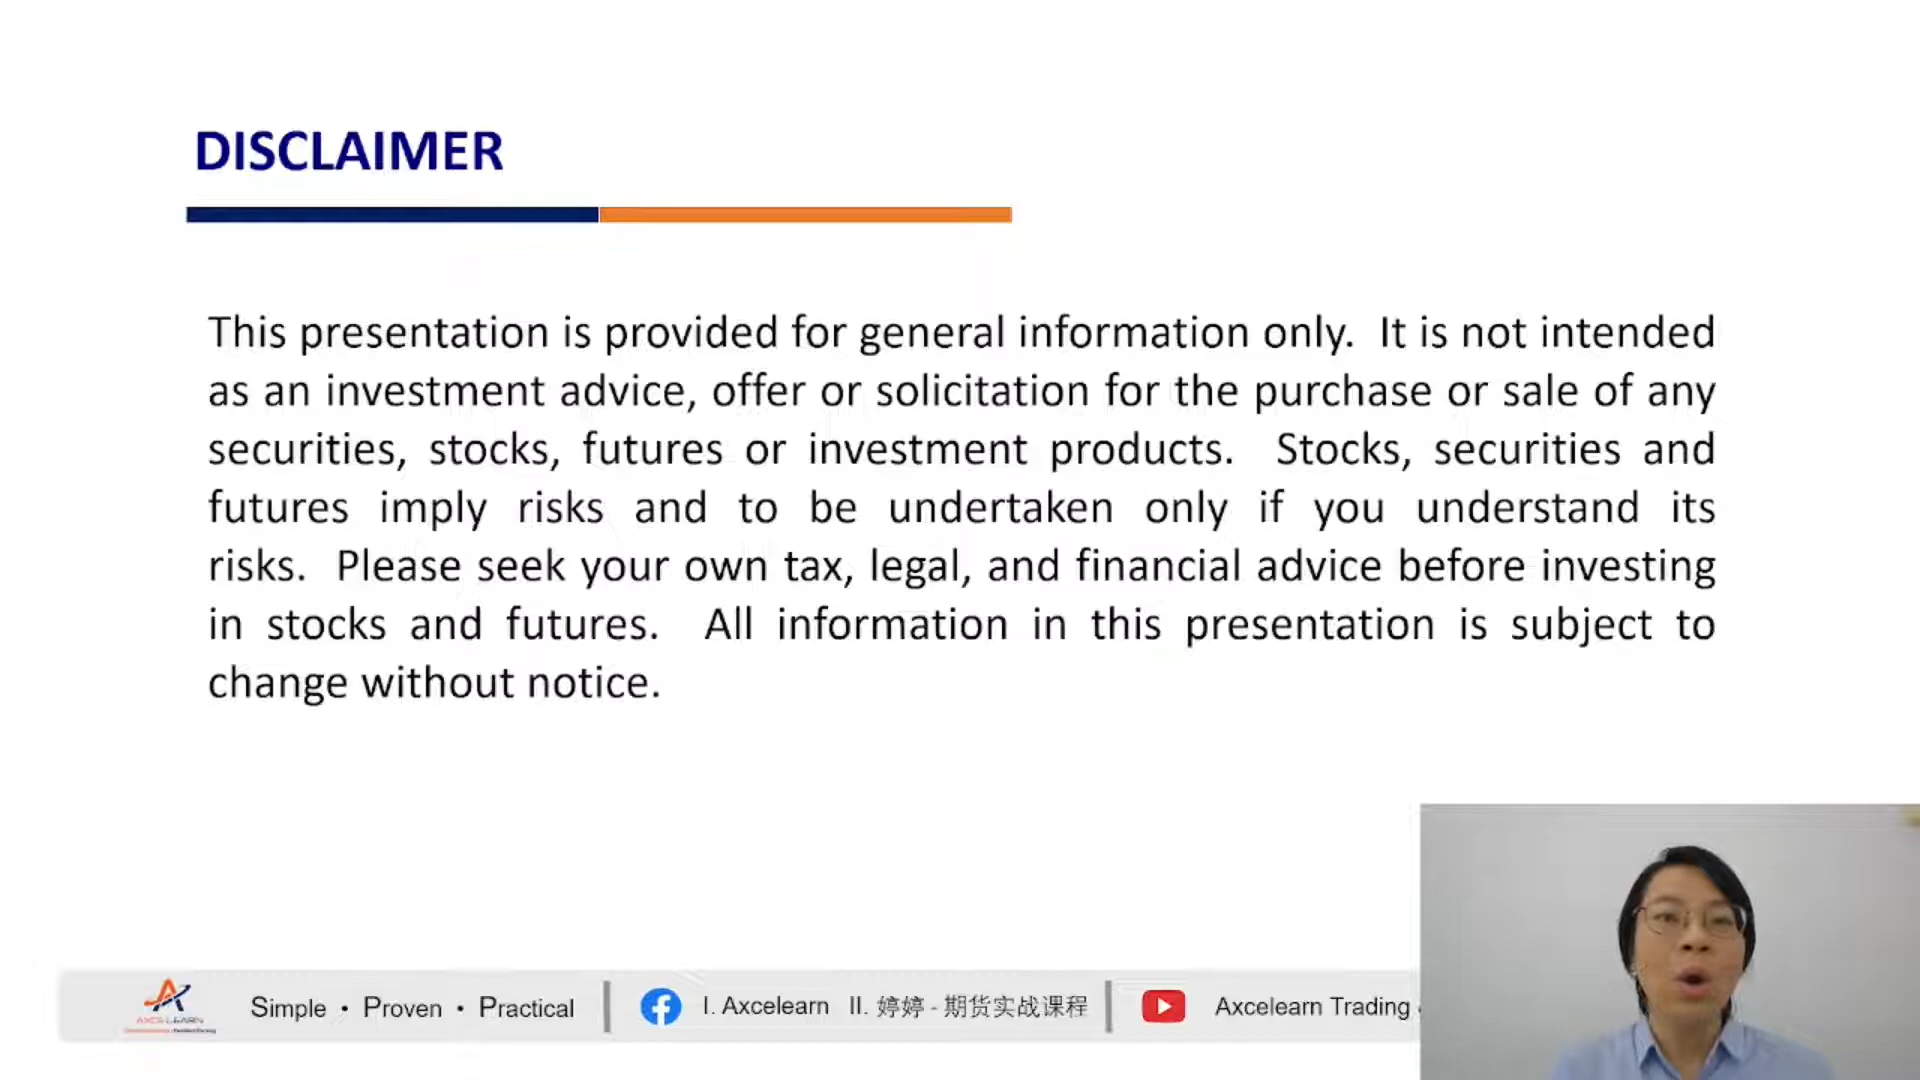 DISCLAIMER
This presentation is provided for general information only. It is not intended
as an investment advice, offer or solicitation for the purchase or sale of any
securities, stocks, futures or investment products. Stocks, securities and
futures imply risks and to be undertaken only if you understand its
risks. Please seek your own tax, legal, and financial advice before investing
in stocks and futures. All information in this presentation is subject to
change without notice.
AXCE-LEARN
Simple • Proven • Practical
I. Axcelearn II. 婷婷 - 期货实战课程
Axcelearn Trading